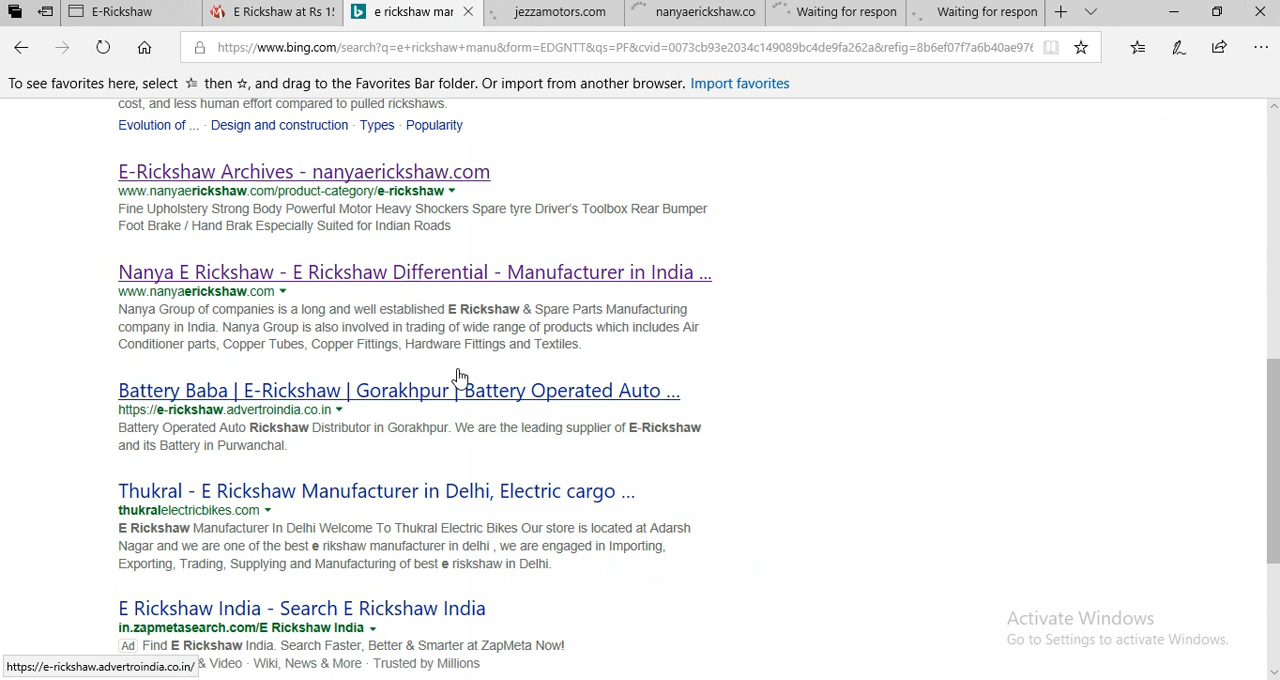 E-Rickshaw
E Rickshaw at Rs 1
e rickshaw mar
jezzamotors.com
nanyaerickshaw.co
Waiting for respon
Waiting for respon
https://www.bing.com/search?q=e+rickshaw+manu&form=EDGNTT&qs=PF&cvid=0073cb93e2034c149089bc4de9fa262a&refig=8b6ef07f7a6b40ae976
To see favorites here, select then ☆, and drag to the Favorites Bar folder. Or import from another browser. Import favorites
cost, and less human effort compared to pulled rickshaws.
Evolution of ... · Design and construction · Types · Popularity
E-Rickshaw Archives - nanyaerickshaw.com
www.nanyaerickshaw.com/product-category/e-rickshaw
Fine Upholstery Strong Body Powerful Motor Heavy Shockers Spare tyre Driver's Toolbox Rear Bumper
Foot Brake / Hand Brak Especially Suited for Indian Roads
Nanya E Rickshaw - E Rickshaw Differential - Manufacturer in India ...
www.nanyaerickshaw.com
Nanya Group of companies is a long and well established E Rickshaw & Spare Parts Manufacturing
company in India. Nanya Group is also involved in trading of wide range of products which includes Air
Conditioner parts, Copper Tubes, Copper Fittings, Hardware Fittings and Textiles.
Battery Baba | E-Rickshaw | Gorakhpur | Battery Operated Auto ...
https://e-rickshaw.advertroindia.co.in
Battery Operated Auto Rickshaw Distributor in Gorakhpur. We are the leading supplier of E-Rickshaw
and its Battery in Purwanchal.
Thukral - E Rickshaw Manufacturer in Delhi, Electric cargo ...
thukralelectricbikes.com
E Rickshaw Manufacturer In Delhi Welcome To Thukral Electric Bikes Our store is located at Adarsh
Nagar and we are one of the best e rikshaw manufacturer in delhi , we are engaged in Importing,
Exporting, Trading, Supplying and Manufacturing of best e riskshaw in Delhi.
E Rickshaw India - Search E Rickshaw India
in.zapmetasearch.com/E Rickshaw India
Ad Find E Rickshaw India. Search Faster, Better & Smarter at ZapMeta Now!
& Video · Wiki, News & More · Trusted by Millions
https://e-rickshaw.advertroindia.co.in/
Activate Windows
Go to Settings to activate Windows.